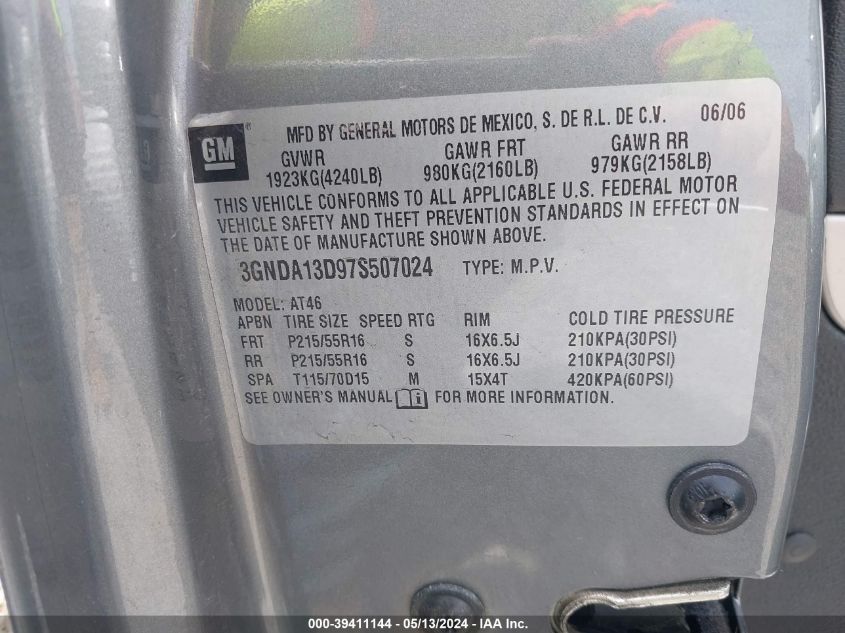 GM® MFD BY GENERAL MOTORS DE MEXICO, S. DE R.L. DE C.V. 06/06
GVWR GAWR FRT GAWR RR
1923KG(4240LB) 980KG(2160LB) 979KG(2158LB)
THIS VEHICLE CONFORMS TO ALL APPLICABLE U.S. FEDERAL MOTOR
VEHICLE SAFETY AND THEFT PREVENTION STANDARDS IN EFFECT ON
THE DATE OF MANUFACTURE SHOWN ABOVE.
3GNDA13D97S507024 TYPE: M.P.V.
MODEL: AT46
APBN TIRE SIZE SPEED RTG RIM COLD TIRE PRESSURE
FRT P215/55R16 S 16X6.5J 210KPA(30PSI)
RR P215/55R16 S 16X6.5J 210KPA(30PSI)
SPA T115/70D15 M 15X4T 420KPA(60PSI)
SEE OWNER'S MANUAL i FOR MORE INFORMATION.
000-39411144 - 05/13/2024 - IAA Inc.